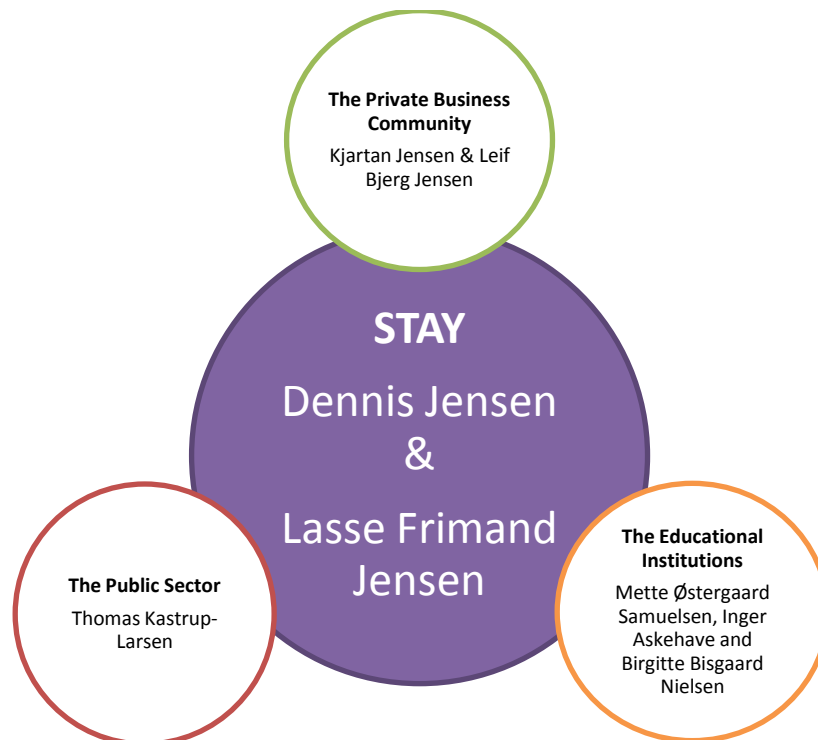 The Private Business
Community
Kjartan Jensen & Leif
Bjerg Jensen
STAY
Dennis Jensen
&
Lasse Frimand
Jensen
The Public Sector
Thomas Kastrup-
Larsen
The Educational
Institutions
Mette Østergaard
Samuelsen, Inger
Askehave and
Birgitte Bisgaard
Nielsen